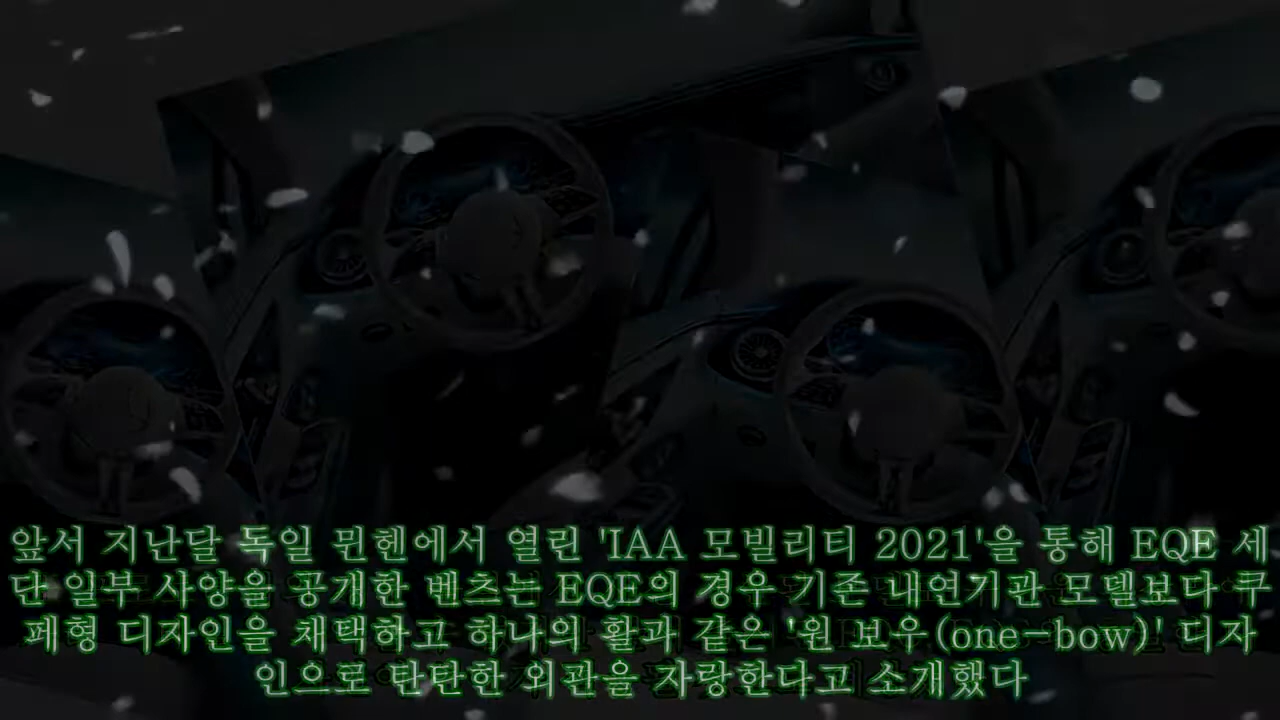 앞서 지난달 독일 뮌헨에서 열린 'IAA 모빌리티 2021'을 통해 EQE 세
단 일부 사양을 공개한 벤츠는 EQE의 경우 기존 내연기관 모델보다 쿠
페형 디자인을 채택하고 하나의 활과 같은 '원 보우(one-bow)' 디자
인으로 탄탄한 외관을 자랑한다고 소개했다